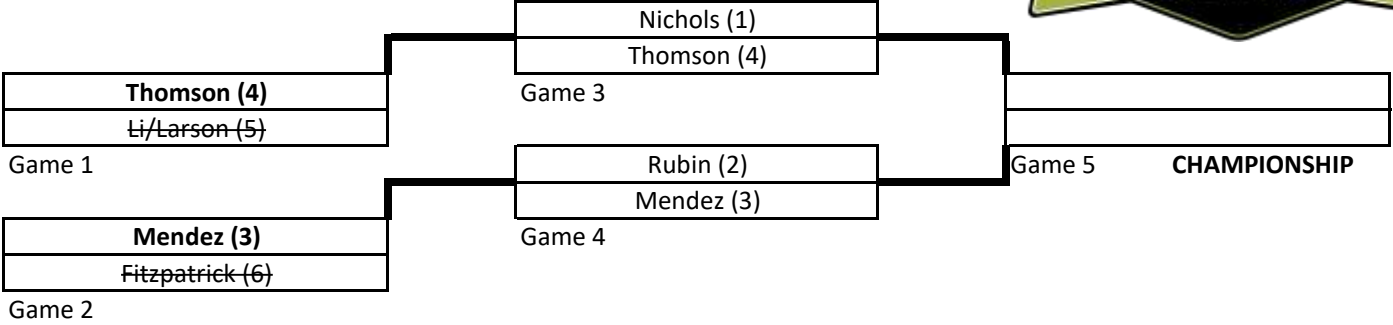 Nichols (1)
Thomson (4)
Game 3
Thomson (4)
Li/Larson (5)
Game 1
Rubin (2)
Mendez (3)
Game 4
Mendez (3)
Fitzpatrick (6)
Game 2
Game 5 CHAMPIONSHIP